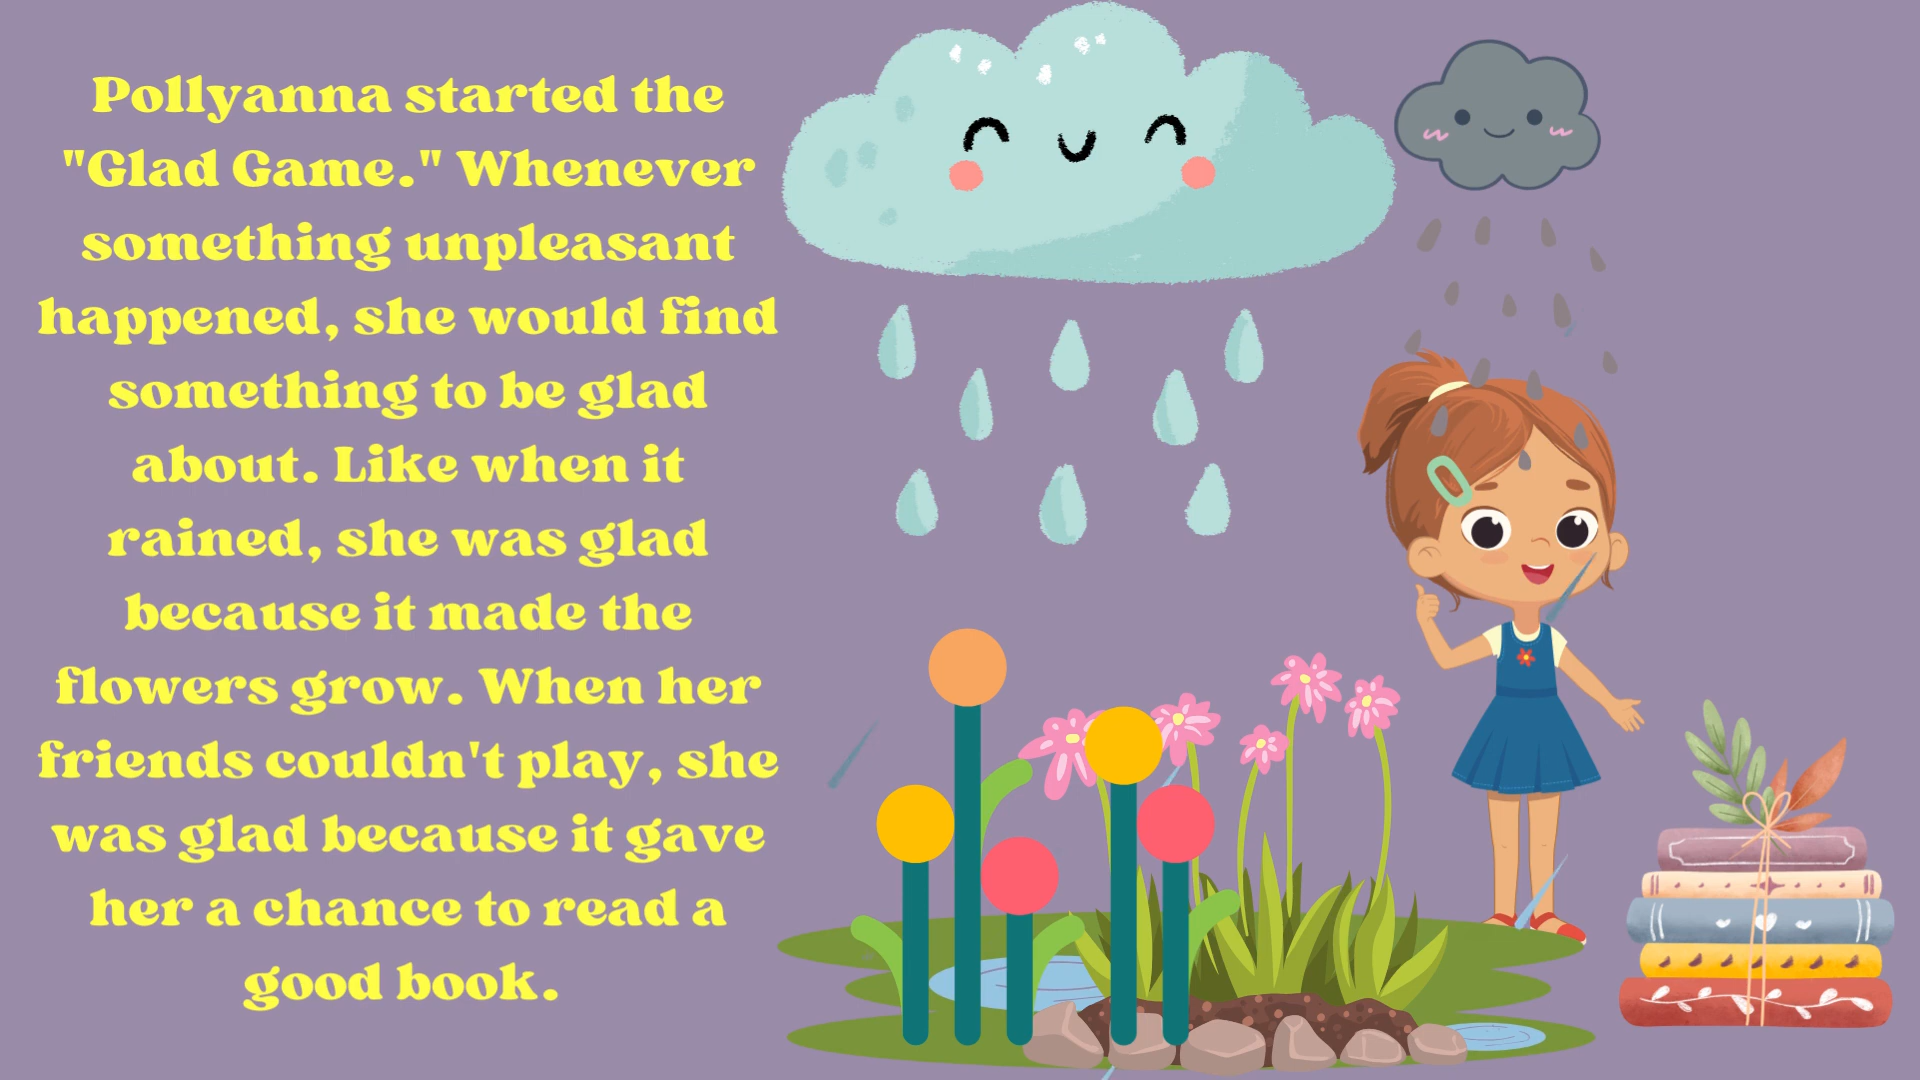 Pollyanna started the
"Glad Game." Whenever
something unpleasant
happened, she would find
something to be glad
about. Like when it
rained, she was glad
because it made the
flowers grow. When her
friends couldn't play, she
was glad because it gave
her a chance to read a
good book.